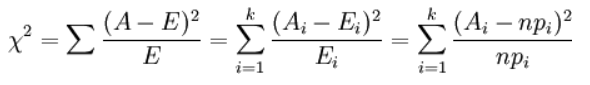 χ² = ∑ (A − E)² / E = ∑_{i=1}^{k} (A_i − E_i)² / E_i = ∑_{i=1}^{k} (A_i − np_i)² / np_i